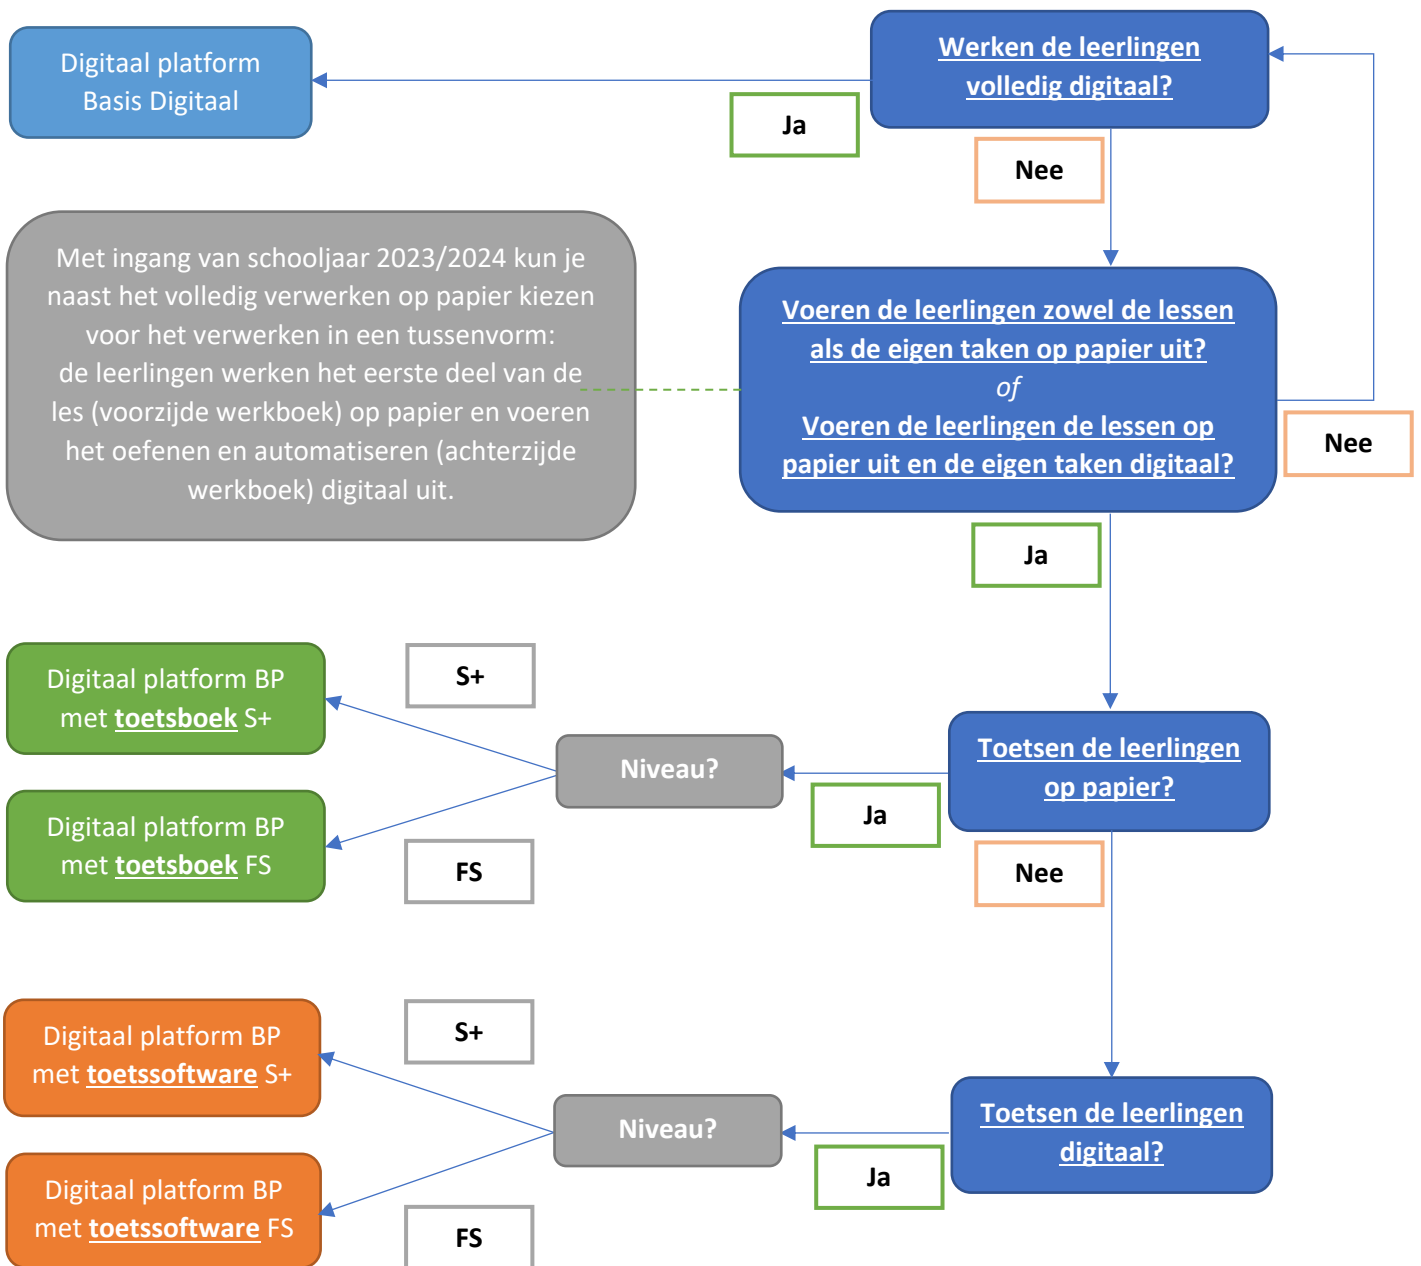 Digitaal platform
Basis Digitaal
Werken de leerlingen
volledig digitaal?
Ja
Nee
Met ingang van schooljaar 2023/2024 kun je
naast het volledig verwerken op papier kiezen
voor het verwerken in een tussenvorm:
de leerlingen werken het eerste deel van de
les (voorzijde werkboek) op papier en voeren
het oefenen en automatiseren (achterzijde
werkboek) digitaal uit.
Voeren de leerlingen zowel de lessen
als de eigen taken op papier uit?
of
Voeren de leerlingen de lessen op
papier uit en de eigen taken digitaal?
Nee
Ja
Digitaal platform BP
met toetsboek S+
S+
Niveau?
Toetsen de leerlingen
op papier?
Ja
Digitaal platform BP
met toetsboek FS
FS
Nee
Digitaal platform BP
met toetssoftware S+
S+
Niveau?
Toetsen de leerlingen
digitaal?
Ja
Digitaal platform BP
met toetssoftware FS
FS